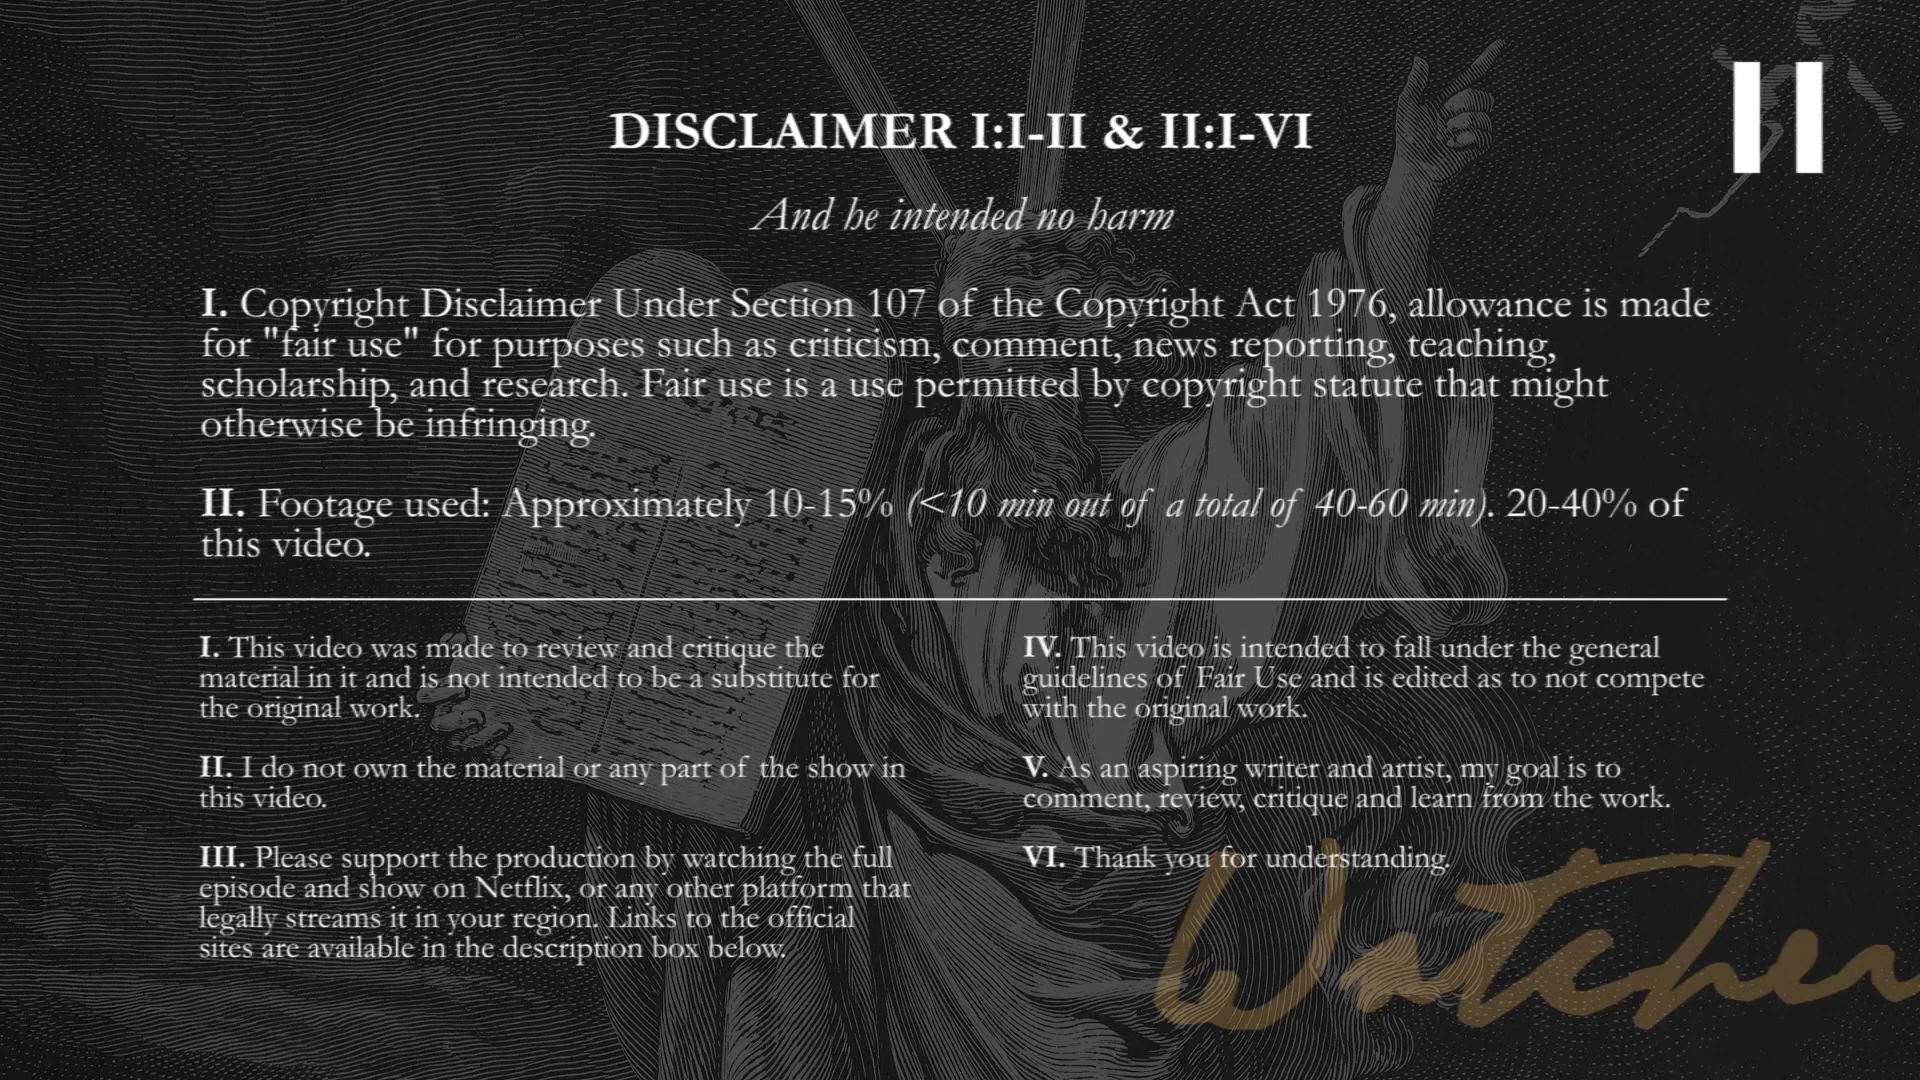 DISCLAIMER I:I-II & II:I-VI
And he intended no harm
I. Copyright Disclaimer Under Section 107 of the Copyright Act 1976, allowance is made
for "fair use" for purposes such as criticism, comment, news reporting, teaching,
scholarship, and research. Fair use is a use permitted by copyright statute that might
otherwise be infringing.
II. Footage used: Approximately 10-15% (<10 min out of a total of 40-60 min). 20-40% of
this video.
I. This video was made to review and critique the
material in it and is not intended to be a substitute for
the original work.
II. I do not own the material or any part of the show in
this video.
III. Please support the production by watching the full
episode and show on Netflix, or any other platform that
legally streams it in your region. Links to the official
sites are available in the description box below.
IV. This video is intended to fall under the general
guidelines of Fair Use and is edited as to not compete
with the original work.
V. As an aspiring writer and artist, my goal is to
comment, review, critique and learn from the work.
VI. Thank you for understanding.
Watcher